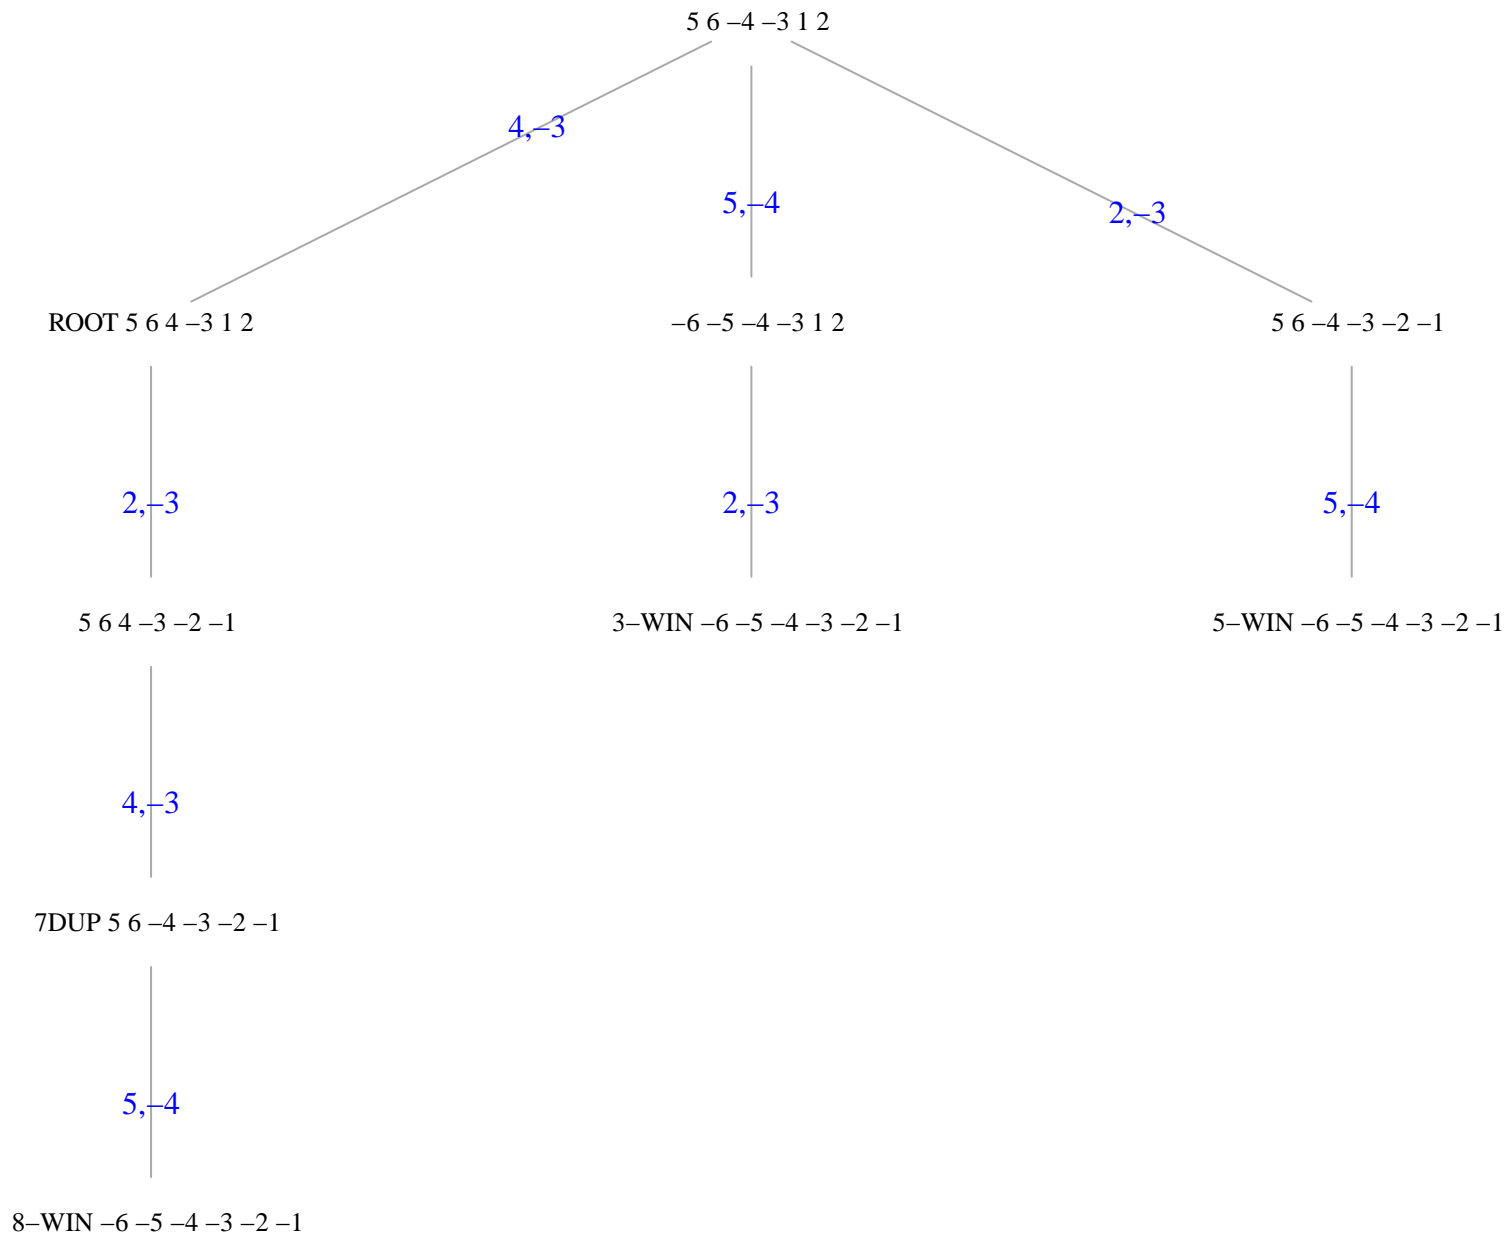 5 6 –4 –3 1 2
4,–3
5,–4
2,–3
ROOT 5 6 4 –3 1 2
–6 –5 –4 –3 1 2
5 6 –4 –3 –2 –1
2,–3
2,–3
5,–4
5 6 4 –3 –2 –1
3–WIN –6 –5 –4 –3 –2 –1
5–WIN –6 –5 –4 –3 –2 –1
4,–3
7DUP 5 6 –4 –3 –2 –1
5,–4
8–WIN –6 –5 –4 –3 –2 –1